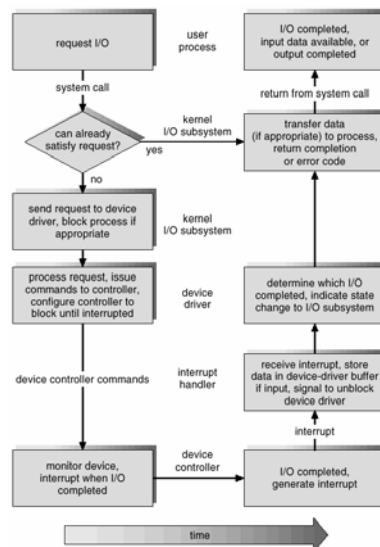 request I/O
user
process
I/O completed,
input data available, or
output completed
system call
return from system call
can already
satisfy request?
yes
no
kernel
I/O subsystem
transfer data
(if appropriate) to process,
return completion
or error code
send request to device
driver, block process if
appropriate
kernel
I/O subsystem
process request, issue
commands to controller,
configure controller to
block until interrupted
device
driver
determine which I/O
completed, indicate state
change to I/O subsystem
device controller commands
interrupt
handler
receive interrupt, store
data in device-driver buffer
if input, signal to unblock
device driver
interrupt
device
controller
monitor device,
interrupt when I/O
completed
I/O completed,
generate interrupt
time